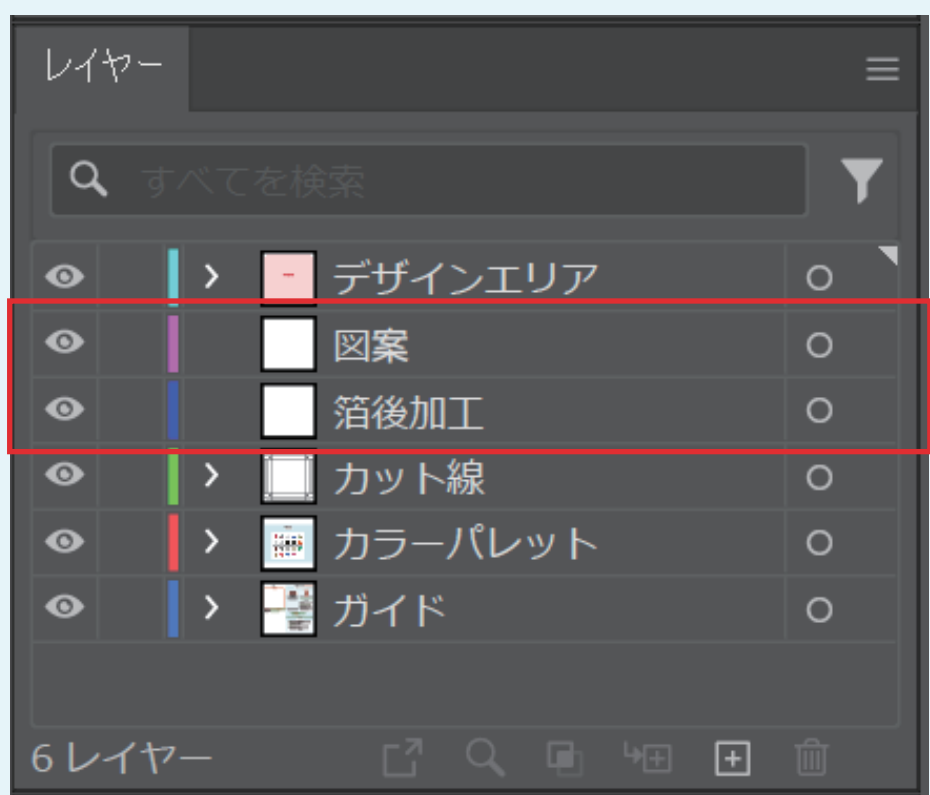 レイヤー
すべてを検索
デザインエリア
図案
箔後加工
カット線
カラーパレット
ガイド
6 レイヤー